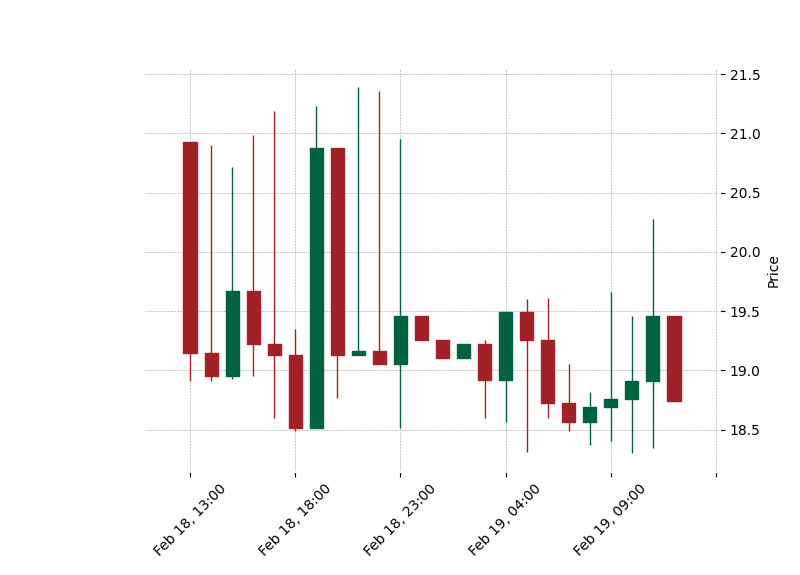 21.5
21.0
20.5
20.0
19.5
19.0
18.5
Price
Feb 18, 13:00
Feb 18, 18:00
Feb 18, 23:00
Feb 19, 04:00
Feb 19, 09:00